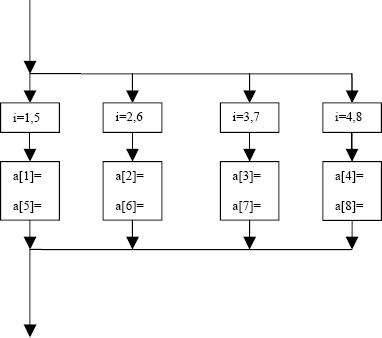 i=1,5
i=2,6
i=3,7
i=4,8
a[1]=
a[5]=
a[2]=
a[6]=
a[3]=
a[7]=
a[4]=
a[8]=